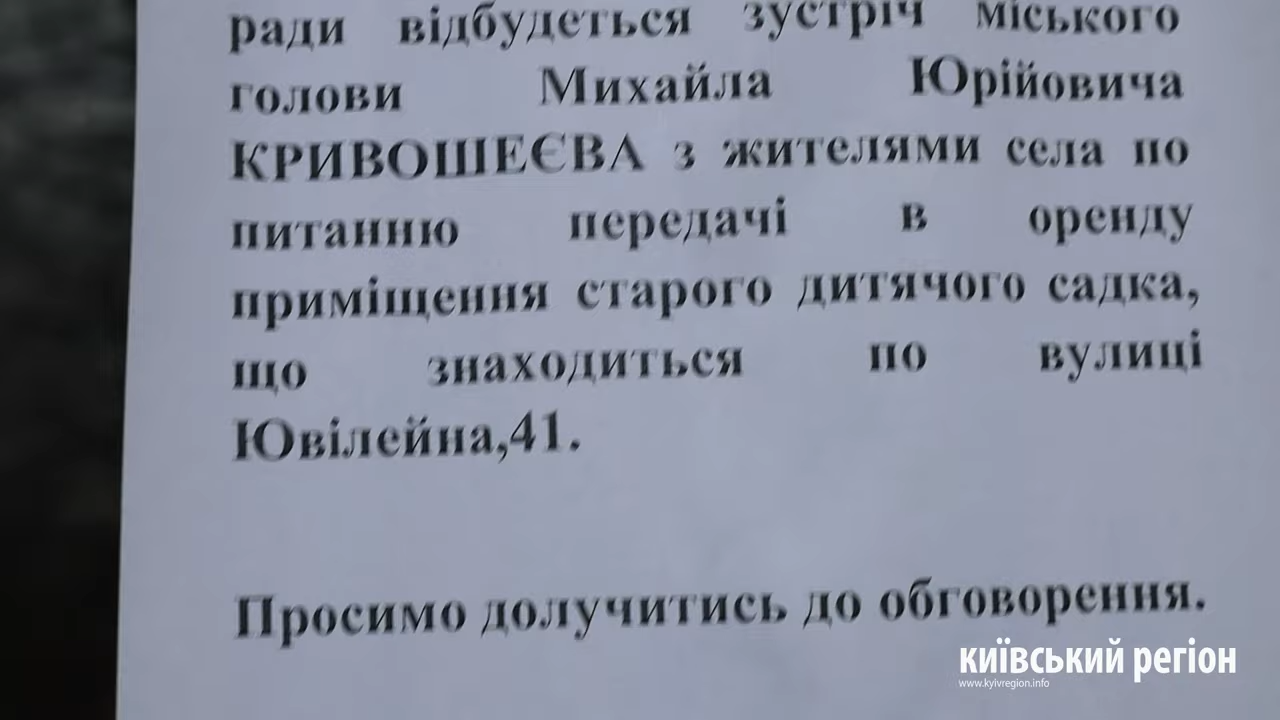 ради відбудеться зустріч міського
голови Михайла Юрійовича
КРИВОШЕЄВА з жителями села по
питанню передачі в оренду
приміщення старого дитячого садка,
що знаходиться по вулиці
Ювілейна,41.
Просимо долучитись до обговорення.
київський регіон
www.kyivregion.info